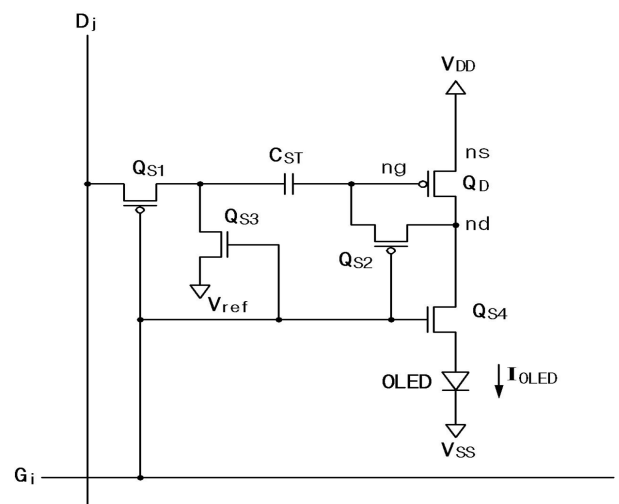 Dj
VDD
ns
CST
ng
QS1
QD
QS3
nd
QS2
Vref
QS4
OLED
IOLED
VSS
Gi